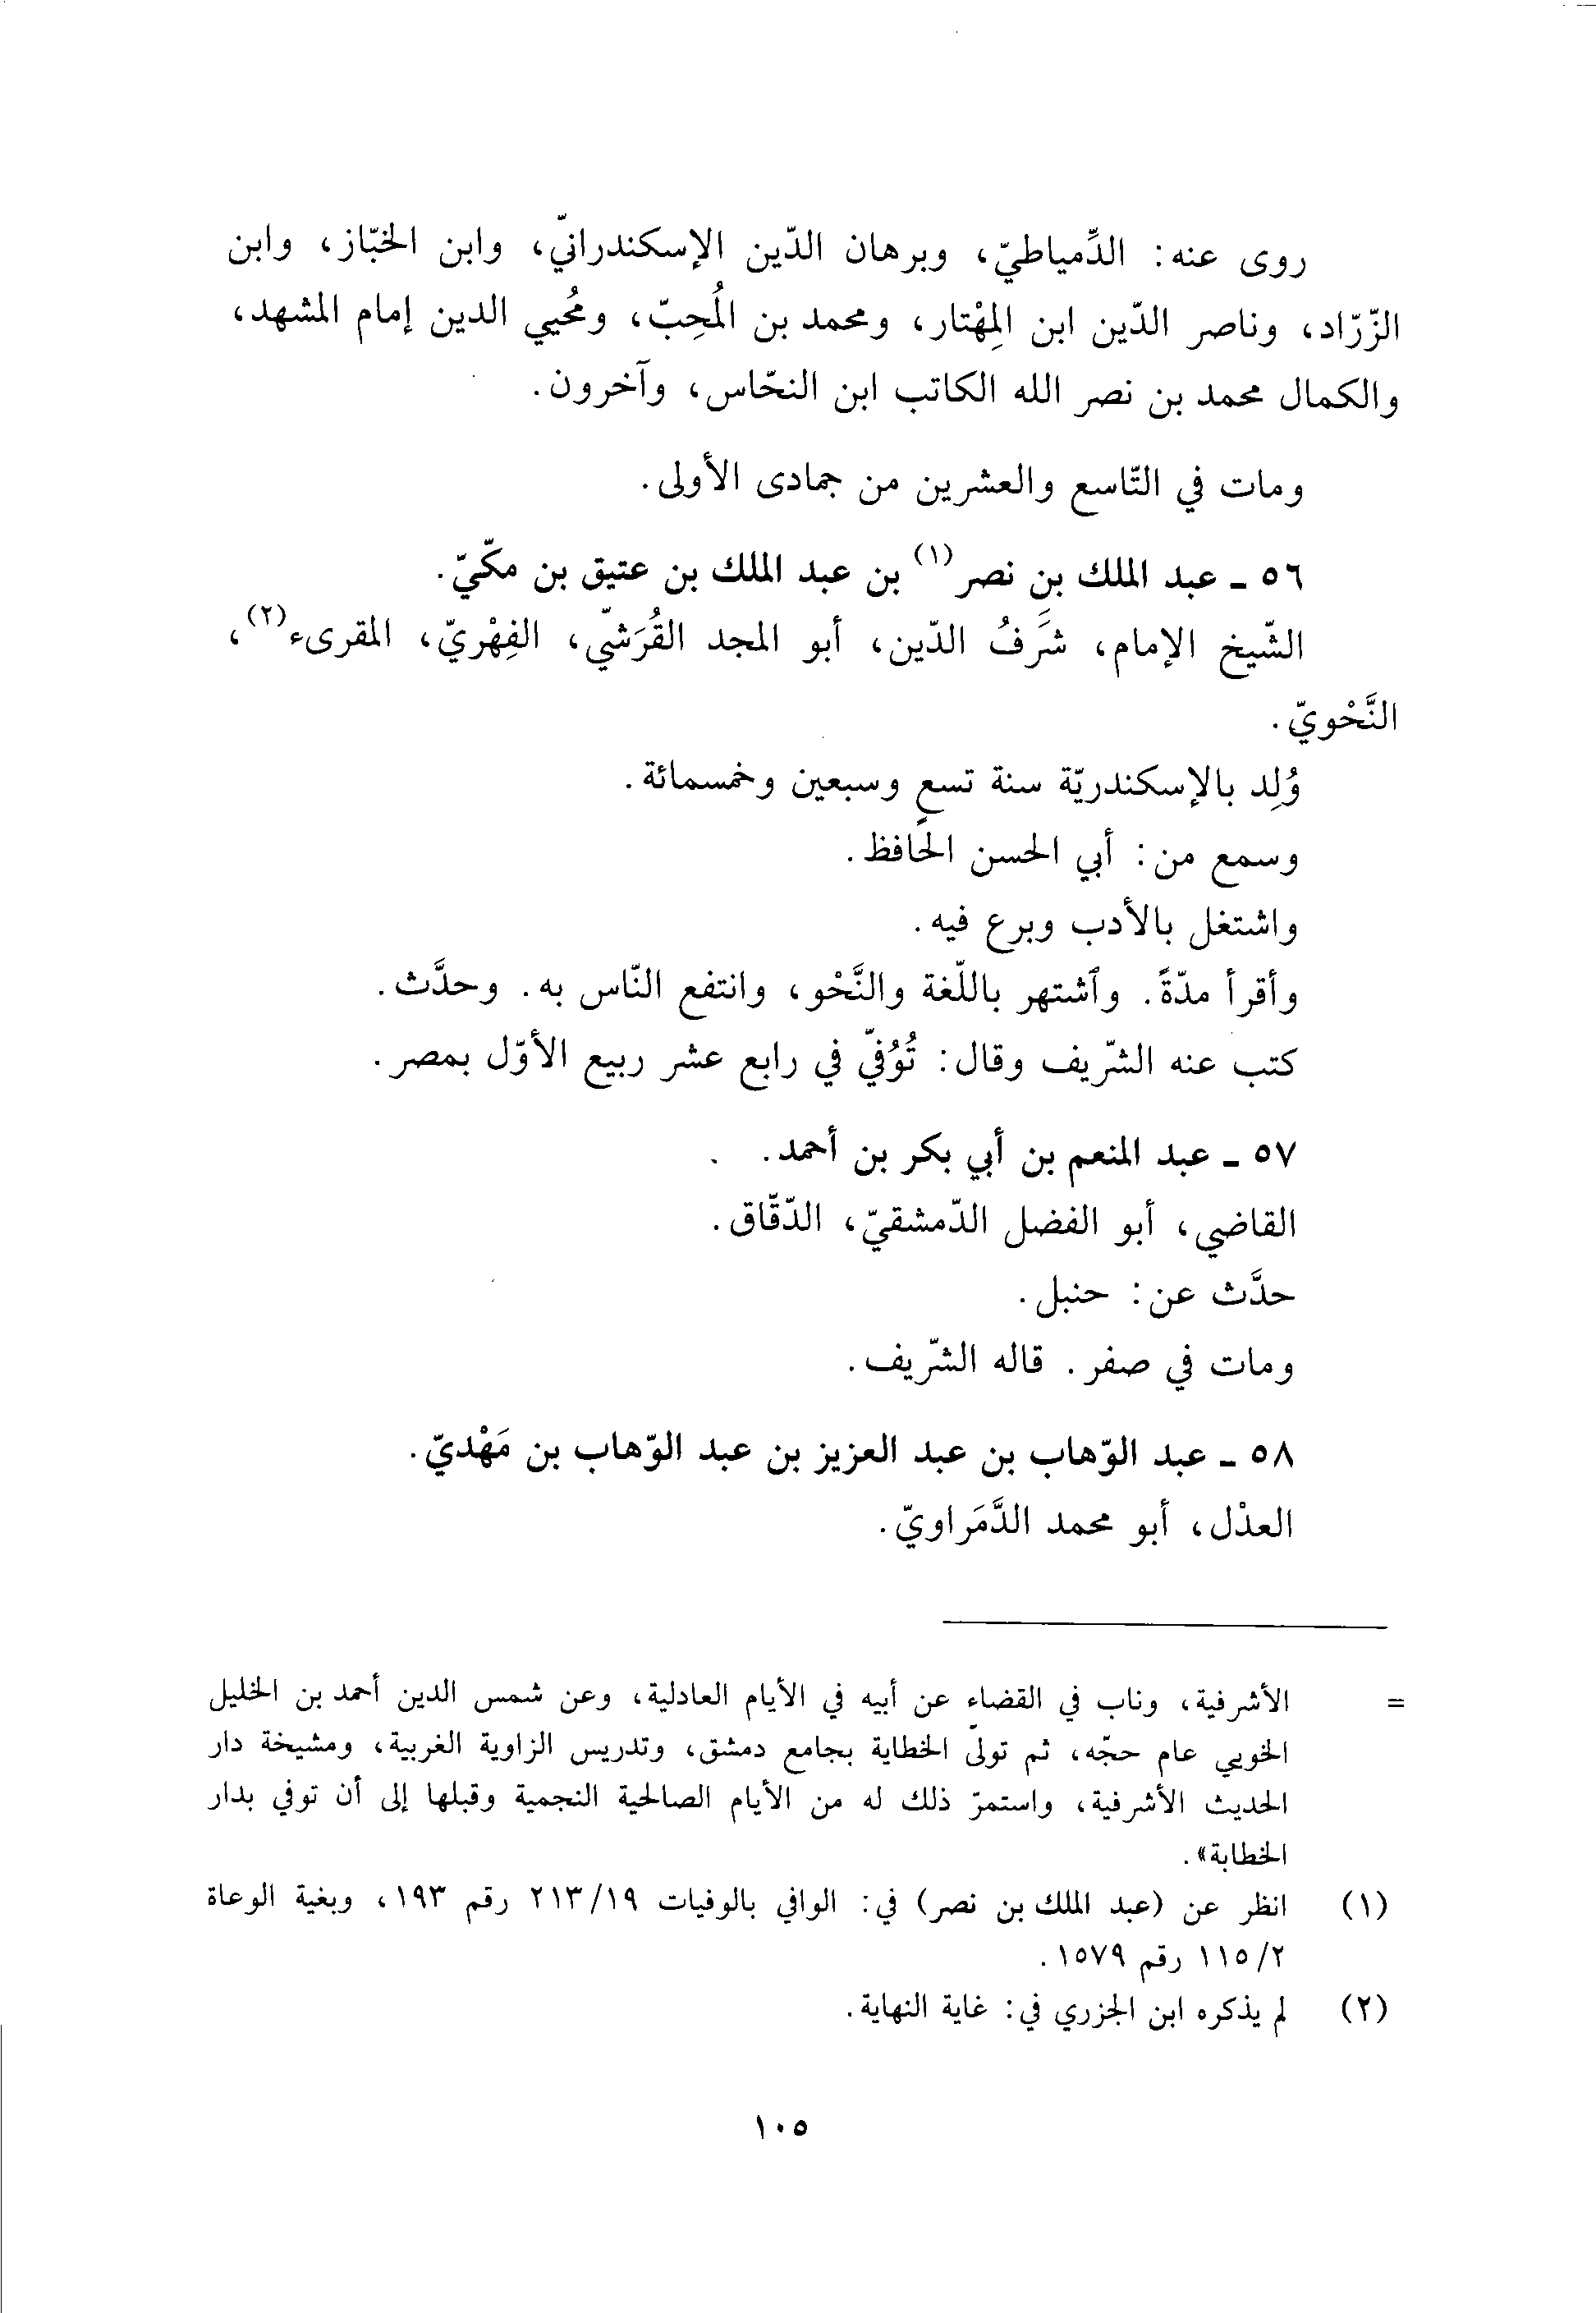 روى عنه: الدِّمياطيّ، وبرهان الدّين الإسكندرانيّ، وابن الخبّاز، وابن
الزّرّاد، وناصر الدّين ابن المِهْتار، ومحمد بن المُحِبّ، ومُحْيي الدين إمام المشهد،
والكمال محمد بن نصر الله الكاتب ابن النحّاس، وآخرون.
ومات في التّاسع والعشرين من جمادى الأولى.
٥٦ ـ عبد الملك بن نصر(١) بن عبد الملك بن عتيق بن مكّيّ.
الشّيخ الإمام، شَرَفُ الدّين، أبو المجد القُرَشيّ، الفِهْريّ، المقرىء(٢)،
النَّحْويّ.
وُلِد بالإسكندريّة سنة تسعٍ وسبعين وخمسمائة.
وسمع من: أبي الحسن الحافظ.
واشتغل بالأدب وبرع فيه.
وأقرأ مدّةً. وٱشتهر باللّغة والنَّحْو، وانتفع النّاس به. وحدَّث.
كتب عنه الشّريف وقال: تُوُفيّ في رابع عشر ربيع الأوّل بمصر.
٥٧ ـ عبد المنعم بن أبي بكر بن أحمد.
القاضي، أبو الفضل الدّمشقيّ، الدّقّاق.
حدَّث عن: حنبل.
ومات في صفر. قاله الشّريف.
٥٨ ـ عبد الوّهاب بن عبد العزيز بن عبد الوّهاب بن مَهْديّ.
العدْل، أبو محمد الدَّمَراويّ.
= الأشرفية، وناب في القضاء عن أبيه في الأيام العادلية، وعن شمس الدين أحمد بن الخليل
الخويي عام حجّه، ثم تولّى الخطابة بجامع دمشق، وتدريس الزاوية الغربية، ومشيخة دار
الحديث الأشرفية، واستمرّ ذلك له من الأيام الصالحية النجمية وقبلها إلى أن توفي بدار
الخطابة».
(١) انظر عن (عبد الملك بن نصر) في: الوافي بالوفيات ٢١٣/١٩ رقم ١٩٣، وبغية الوعاة
١١٥/٢ رقم ١٥٧٩.
(٢) لم يذكره ابن الجزري في: غاية النهاية.
١٠٥